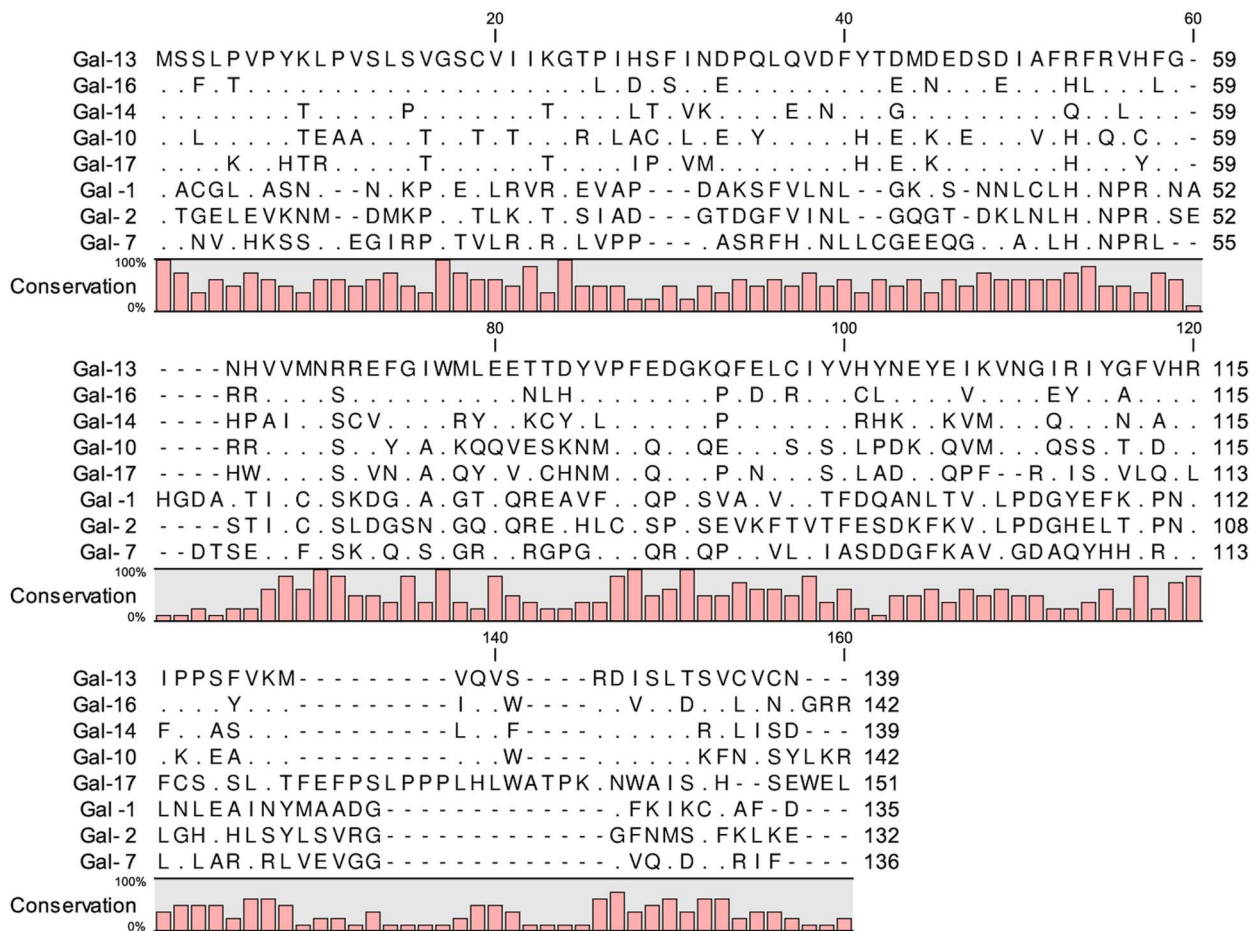 20 40 60
Gal-13 MSSLPVPYKLPVSLSVGSCVIIKGTPIHSFINDPQLQVDFYTDMDEDSDIAFRFRVHFG- 59
Gal-16 ..F.T....................L.D.S..E.........E.N...E...HL...L.- 59
Gal-14 ........T.....P.......T....LT.VK....E.N...G.........Q..L...- 59
Gal-10 ..L.....TEAA...T..T.T...R.LAC.L.E.Y.....H.E.K.E...V.H.Q.C..- 59
Gal-17 ....K..HTR.....T......T....IP.VM........H.E.K.......H...Y..- 59
Gal -1 .ACGL.ASN.--N.KP.E.LRVR.EVAP---DAKSFVLNL--GK.S-NNLCLH.NPR.NA 52
Gal- 2 .TGELEVKNM--DMKP..TLK.T.SIAD---GTDGFVINL--GQGT-DKLNLH.NPR.SE 52
Gal- 7 ..NV.HKSS..EGIRP.TVLR.R.LVPP---.ASRFH.NLLCGEEQG..A.LH.NPRL-- 55
100%
Conservation
0%
80 100 120
Gal-13 ----NHVVMNRREFGIWMLEETTDYVPFEDGKQFELCIYVHYNEYEIKVNGIRIYGFVHR 115
Gal-16 ----RR....S..........NLH........P.D.R...CL....V....EY..A.... 115
Gal-14 ----HPAI..SCV....RY..KCY.L......P.......RHK..KVM...Q...N.A.. 115
Gal-10 ----RR....S..Y.A.KQQVESKNM..Q..QE...S.S.LPDK.QVM...QSS.T.D.. 115
Gal-17 ----HW....S.VN.A.QY.V.CHNM..Q...P.N...S.LAD..QPF--R.IS.VLQ.L 113
Gal -1 HGDA.TI.C.SKDG.A.GT.QREAVF..QP.SVA.V..TFDQANLTV.LPDGYEFK.PN. 112
Gal- 2 ----STI.C.SLDGSN.GQ.QRE.HLC.SP.SEVKFTVTFESDKFKV.LPDGHELT.PN. 108
Gal- 7 --DTSE..F.SK.Q.S.GR..RGPG...QR.QP..VL.IASDDGFKAV.GDAQYHH.R.. 113
100%
Conservation
0%
140 160
Gal-13 IPPSFVKM---------VQVS----RDISLTSVCVCN--- 139
Gal-16 ....Y...---------I..W----..V..D..L.N.GRR 142
Gal-14 F..AS...---------L..F----......R.LISD--- 139
Gal-10 .K.EA...---------...W----......KFN.SYLKR 142
Gal-17 FCS.SL.TFEFPSLPPPLHLWATPK.NWAIS.H--SEWEL 151
Gal -1 LNLEAINYMAADG-------------.FKIKC.AF-D--- 135
Gal- 2 LGH.HLSYLSVRG-------------GFNMS.FKLKE--- 132
Gal- 7 L.LAR.RLVEVGG-------------.VQ.D..RIF---- 136
100%
Conservation
0%